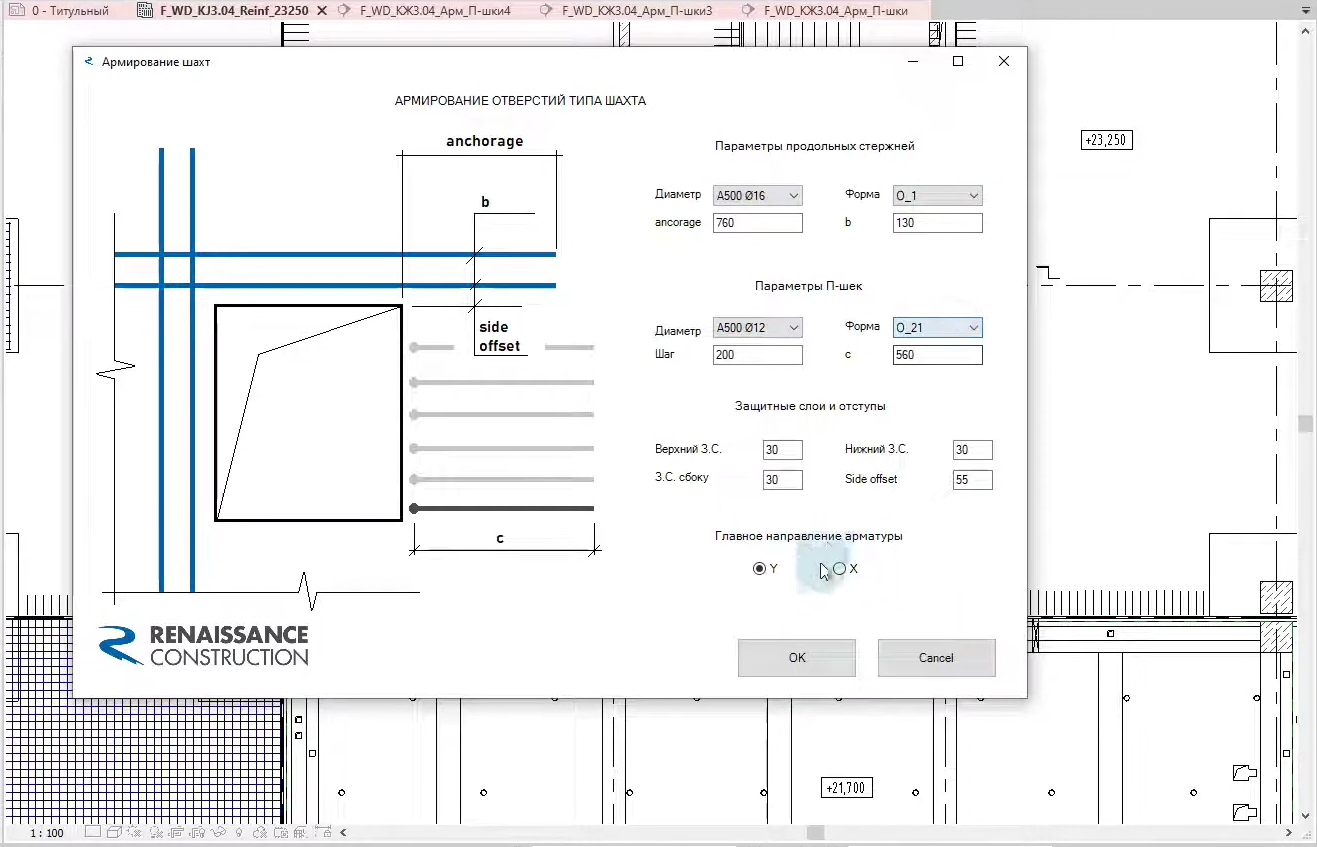 0 - Титульный
F_WD_KJ3.04_Reinf_23250
F_WD_КЖ3.04_Арм_П-шки4
F_WD_КЖ3.04_Арм_П-шки3
F_WD_КЖ3.04_Арм_П-шки
Армирование шахт
АРМИРОВАНИЕ ОТВЕРСТИЙ ТИПА ШАХТА
anchorage
b
side
offset
c
Параметры продольных стержней
Диаметр A500 Ø16 Форма O_1
ancorage 760 b 130
Параметры П-шек
Диаметр A500 Ø12 Форма O_21
Шаг 200 c 560
Защитные слои и отступы
Верхний З.С. 30 Нижний З.С. 30
З.С. сбоку 30 Side offset 55
Главное направление арматуры
Y X
OK Cancel
RENAISSANCE
CONSTRUCTION
+23,250
+21,700
1 : 100